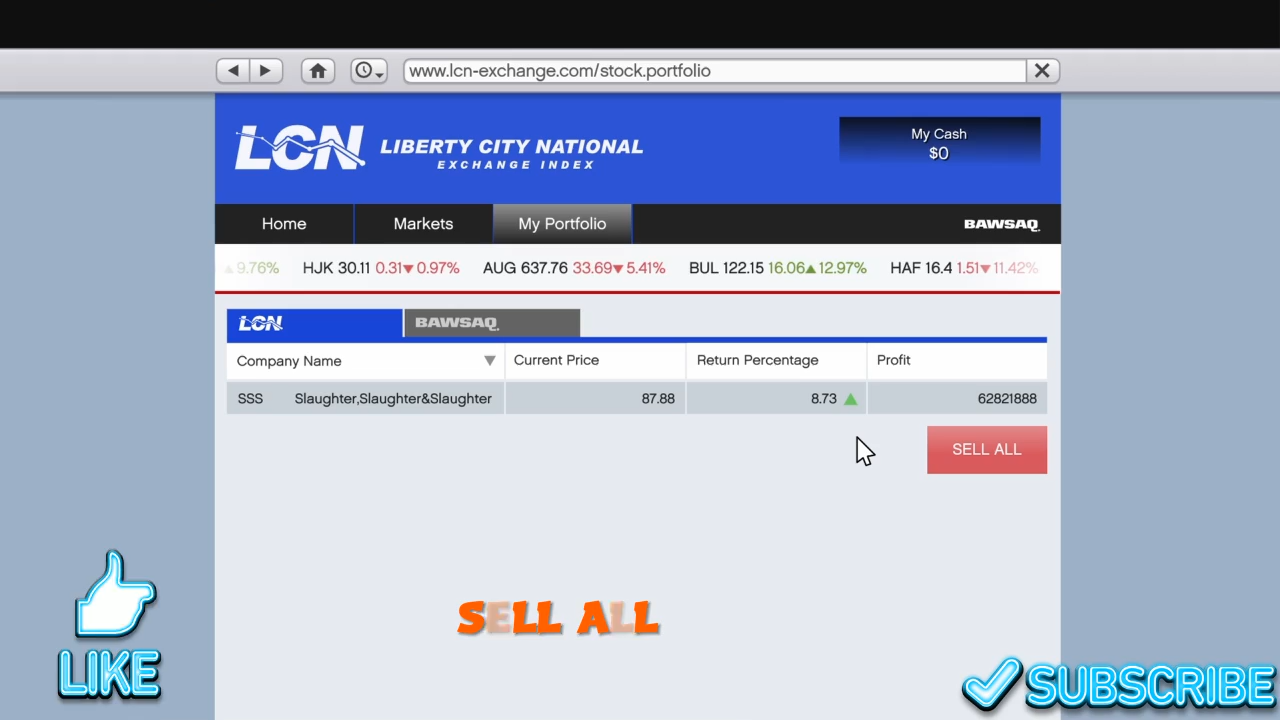 www.lcn-exchange.com/stock.portfolio
LCN LIBERTY CITY NATIONAL
EXCHANGE INDEX
My Cash
$0
Home Markets My Portfolio BAWSAQ
9.76% HJK 30.11 0.31▼0.97% AUG 637.76 33.69▼5.41% BUL 122.15 16.06▲12.97% HAF 16.4 1.51▼11.42%
LCN BAWSAQ
Company Name Current Price Return Percentage Profit
SSS Slaughter,Slaughter&Slaughter 87.88 8.73 62821888
SELL ALL
SELL ALL
LIKE
SUBSCRIBE